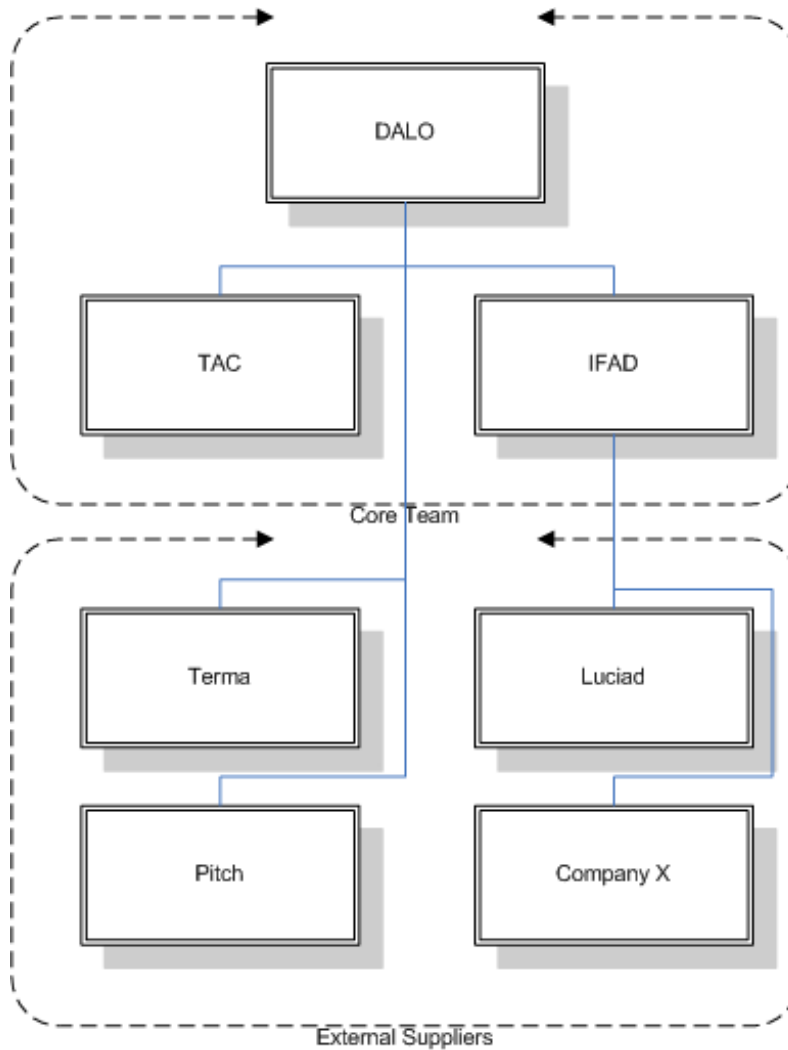 DALO
TAC
IFAD
Core Team
Terma
Luciad
Pitch
Company X
External Suppliers